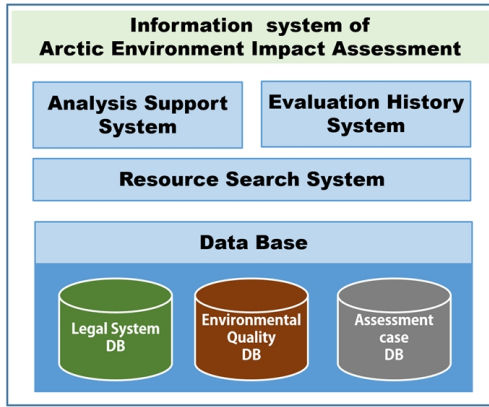 Information system of
Arctic Environment Impact Assessment
Analysis Support
System
Evaluation History
System
Resource Search System
Data Base
Legal System
DB
Environmental
Quality
DB
Assessment
case
DB